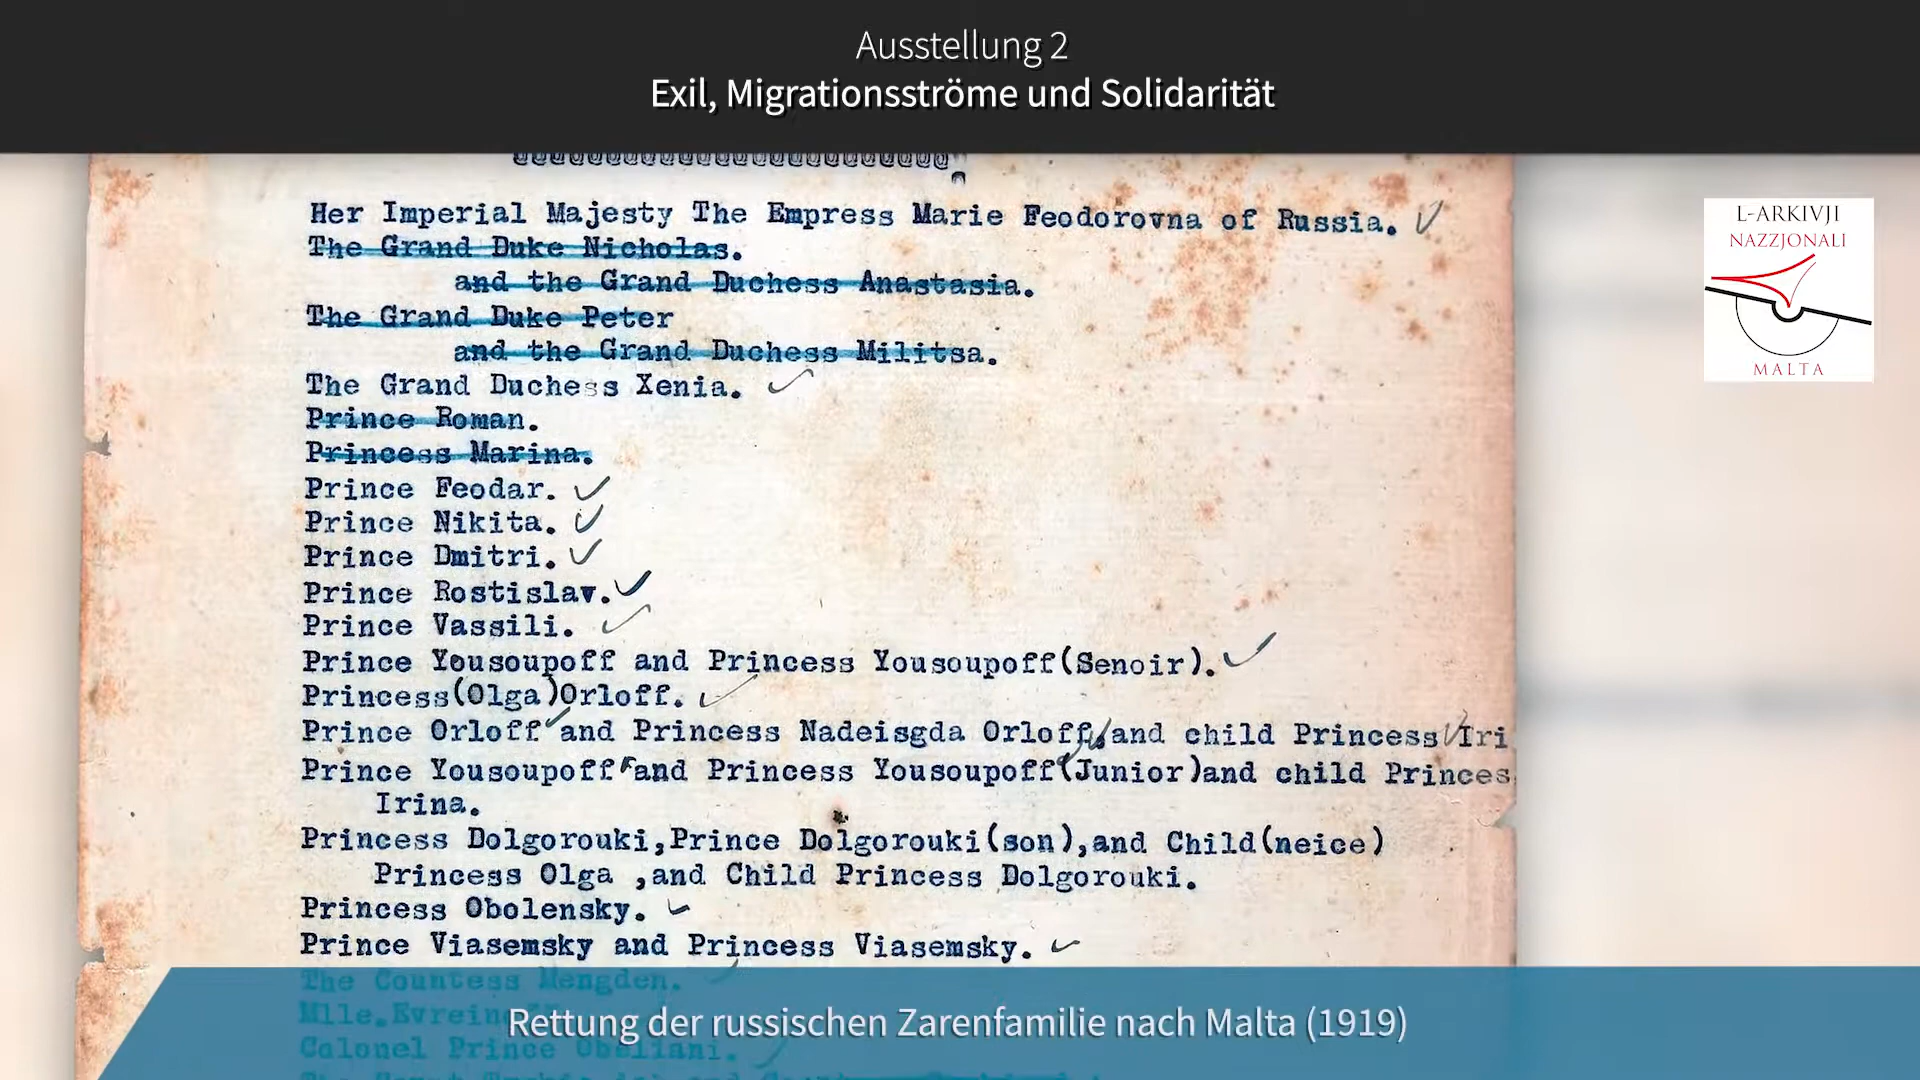 Ausstellung 2
Exil, Migrationsströme und Solidarität
@@@@@@@@@@@@@@@@@@@@@@@@
Her Imperial Majesty The Empress Marie Feodorovna of Russia.
The Grand Duke Nicholas.
and the Grand Duchess Anastasia.
The Grand Duke Peter
and the Grand Duchess Militsa.
The Grand Duchess Xenia.
Prince Roman.
Princess Marina.
Prince Feodar.
Prince Nikita.
Prince Dmitri.
Prince Rostislav.
Prince Vassili.
Prince Yousoupoff and Princess Yousoupoff(Senoir).
Princess(Olga)Orloff.
Prince Orloff and Princess Nadeisgda Orloff,and child Princess Iri
Prince Yousoupoff and Princess Yousoupoff(Junior)and child Princes
Irina.
Princess Dolgorouki,Prince Dolgorouki(son),and Child(neice)
Princess Olga ,and Child Princess Dolgorouki.
Princess Obolensky.
Prince Viasemsky and Princess Viasemsky.
The Countess Mengden.
Mlle.
Colonel Prince Obeliani.
L-ARKIVJI
NAZZJONALI
MALTA
Rettung der russischen Zarenfamilie nach Malta (1919)